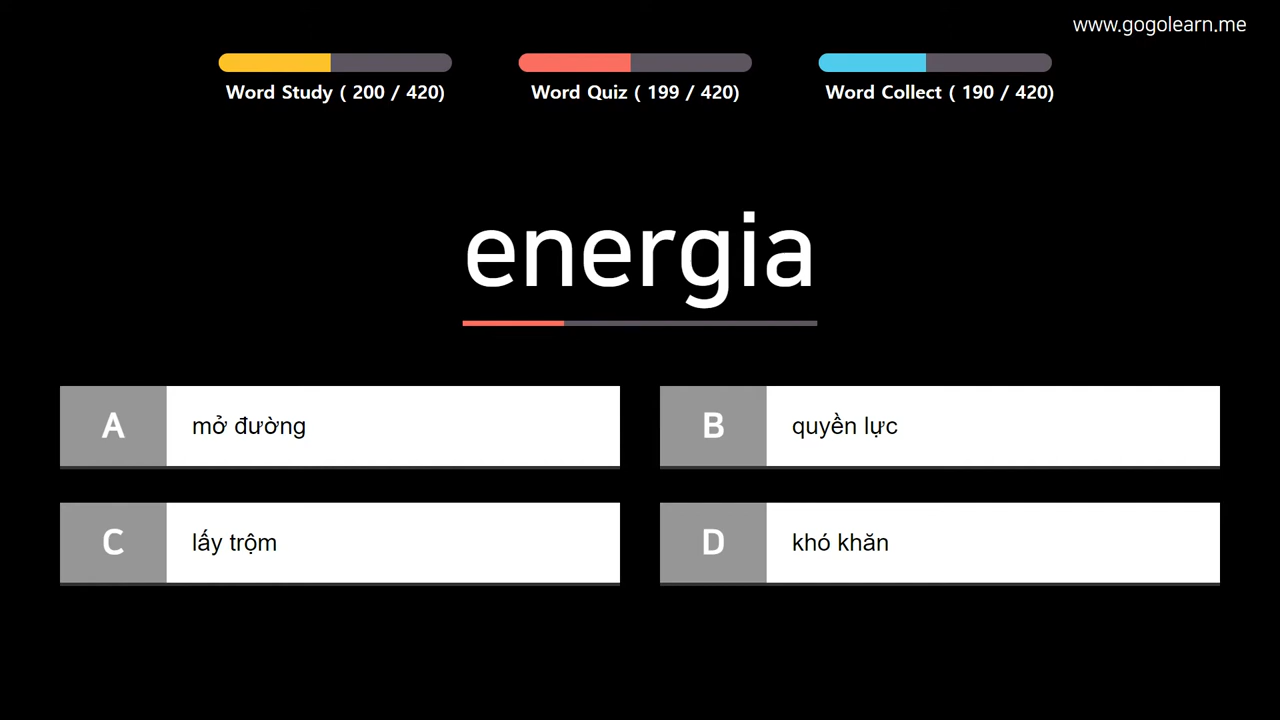 www.gogolearn.me
Word Study ( 200 / 420)
Word Quiz ( 199 / 420)
Word Collect ( 190 / 420)
energia
A mở đường
B quyền lực
C lấy trộm
D khó khăn